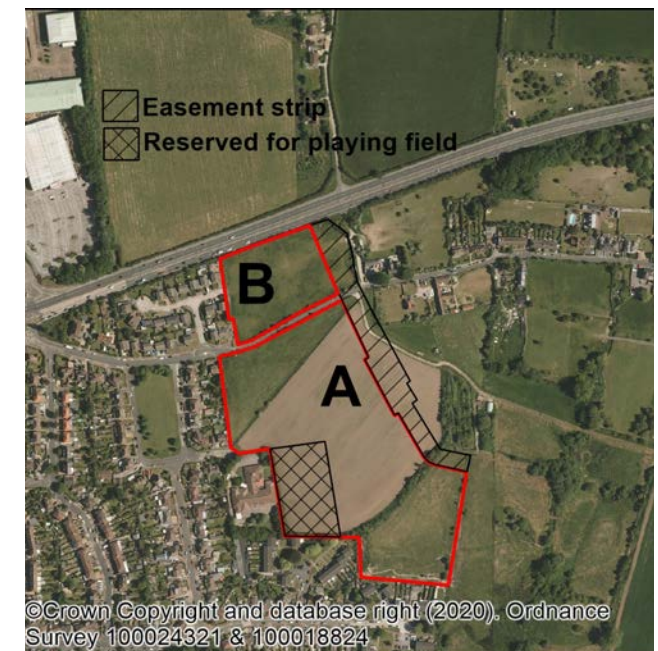 Easement strip
Reserved for playing field
B
A
©Crown Copyright and database right (2020). Ordnance
Survey 100024321 & 100018824